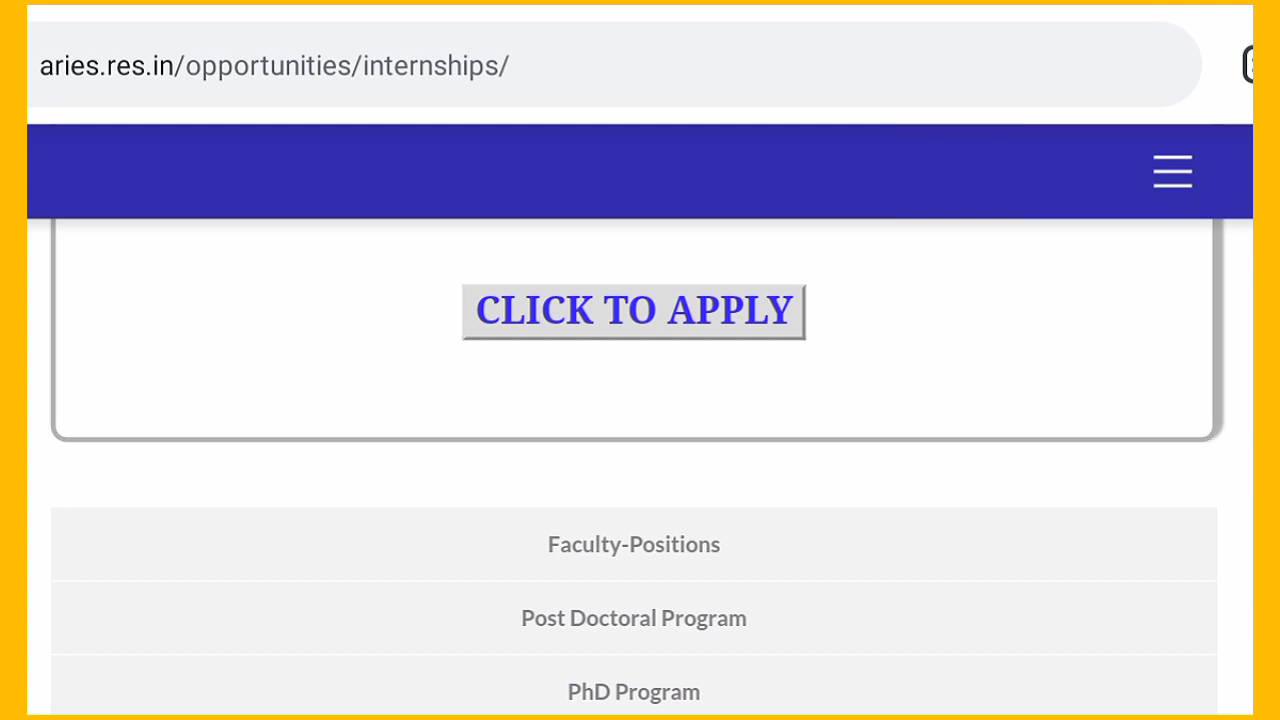 aries.res.in/opportunities/internships/
CLICK TO APPLY
Faculty-Positions
Post Doctoral Program
PhD Program